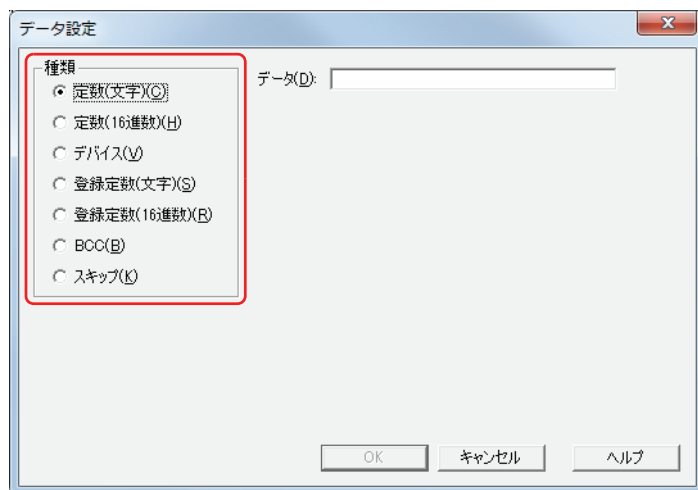 データ設定
種類
定数(文字)(C)
データ(D):
定数(16進数)(H)
デバイス(V)
登録定数(文字)(S)
登録定数(16進数)(R)
BCC(B)
スキップ(K)
OK
キャンセル
ヘルプ